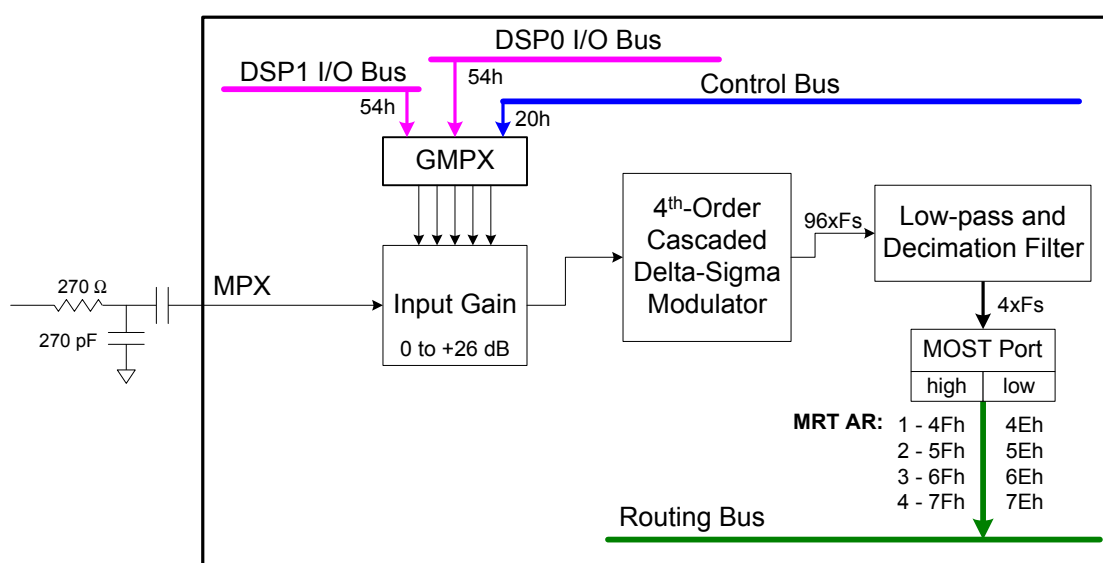 DSP0 I/O Bus
DSP1 I/O Bus
54h
Control Bus
54h
20h
GMPX
4th-Order
Cascaded
Delta-Sigma
Modulator
96xFs
Low-pass and
Decimation Filter
270 Ω
MPX
Input Gain
0 to +26 dB
270 pF
4xFs
MOST Port
high low
MRT AR: 1 - 4Fh 4Eh
2 - 5Fh 5Eh
3 - 6Fh 6Eh
4 - 7Fh 7Eh
Routing Bus